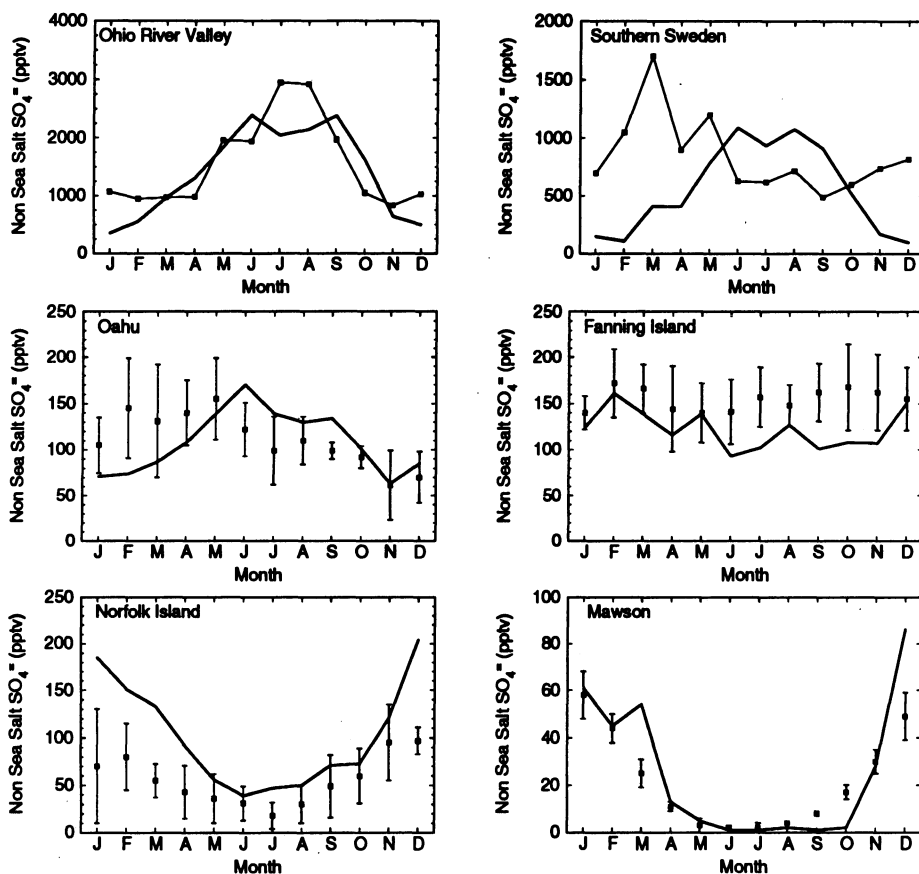 Ohio River Valley
Non Sea Salt SO4= (pptv)
4000
3000
2000
1000
0
J F M A M J J A S O N D
Month
Southern Sweden
Non Sea Salt SO4= (pptv)
2000
1500
1000
500
0
J F M A M J J A S O N D
Month
Oahu
Non Sea Salt SO4= (pptv)
250
200
150
100
50
0
J F M A M J J A S O N D
Month
Fanning Island
Non Sea Salt SO4= (pptv)
250
200
150
100
50
0
J F M A M J J A S O N D
Month
Norfolk Island
Non Sea Salt SO4= (pptv)
250
200
150
100
50
0
J F M A M J J A S O N D
Month
Mawson
Non Sea Salt SO4= (pptv)
100
80
60
40
20
0
J F M A M J J A S O N D
Month